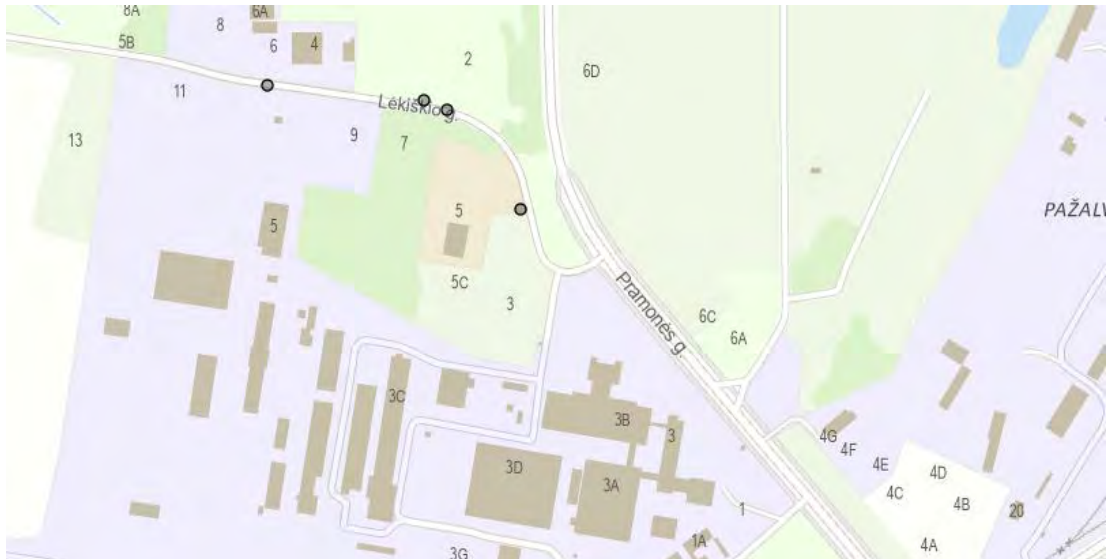 8A
5B
8
6A
6
4
2
6D
11
Lėkiškio g.
9
7
13
5
5
5C
3
PAŽALV
Pramonės g.
6C
6A
3C
3B
3
3D
3A
4G
4F
4E
4D
4C
4B
20
4A
1
1A
3G